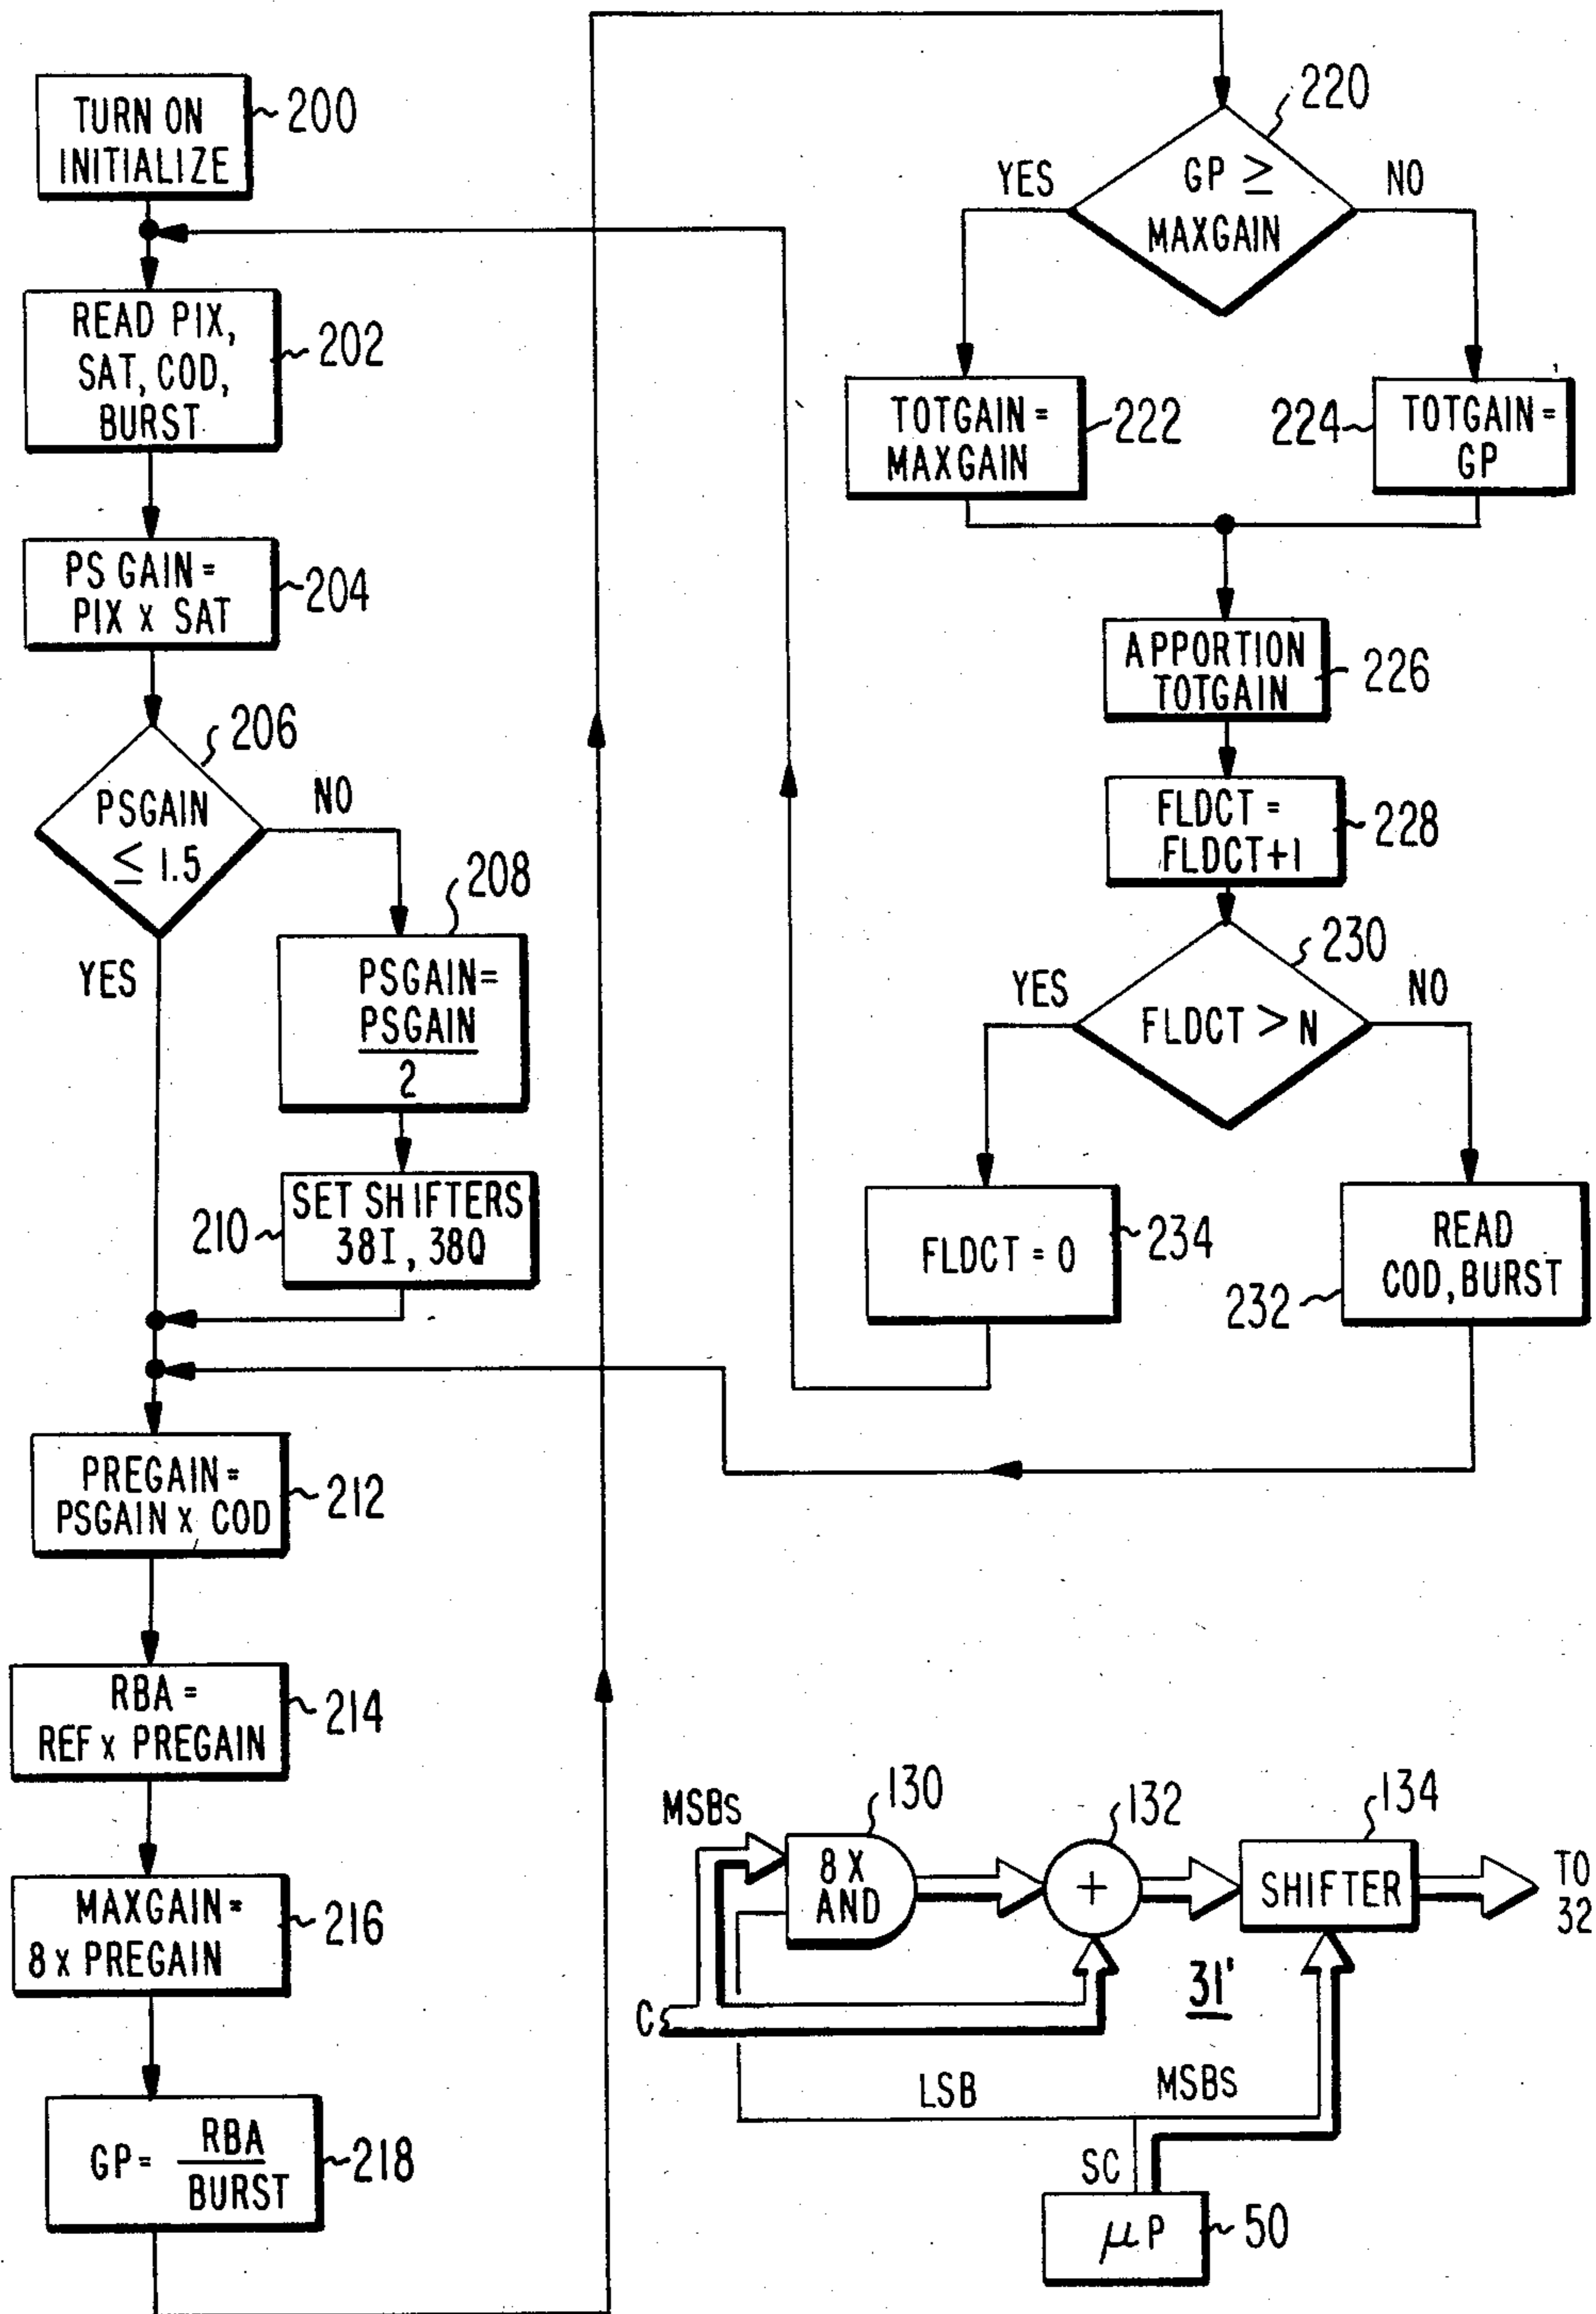 TURN ON
INITIALIZE
200
READ PIX,
SAT, COD,
BURST
202
PS GAIN =
PIX x SAT
204
206
PSGAIN
≤ 1.5
NO
YES
208
PSGAIN =
PSGAIN
2
SET SHIFTERS
38I, 38Q
210
PREGAIN =
PSGAIN x COD
212
RBA =
REF x PREGAIN
214
MAXGAIN =
8 x PREGAIN
216
GP = RBA
BURST
218
220
GP ≥
MAXGAIN
YES
NO
TOTGAIN =
MAXGAIN
222
224
TOTGAIN =
GP
APPORTION
TOTGAIN
226
FLDCT =
FLDCT+1
228
230
FLDCT > N
YES
NO
FLDCT = 0
234
READ
COD, BURST
232
MSBs
130
8 X
AND
132
+
134
SHIFTER
TO
32
C
31'
LSB
MSBS
SC
μP
50